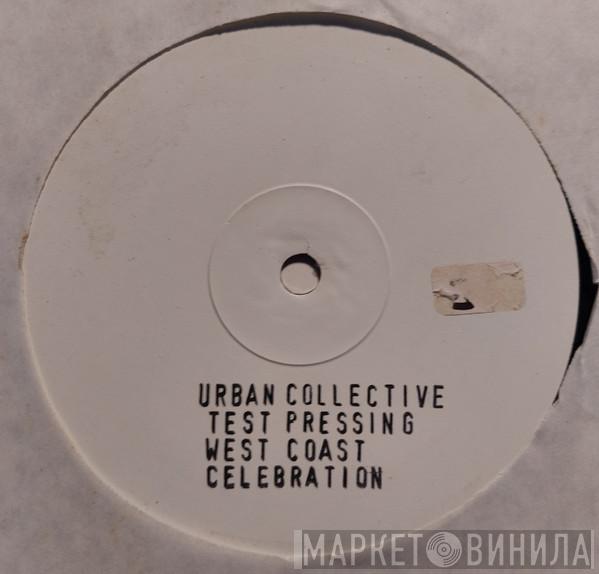 URBAN COLLECTIVE
TEST PRESSING
WEST COAST
CELEBRATION
МАРКЕТ ВИНИЛА